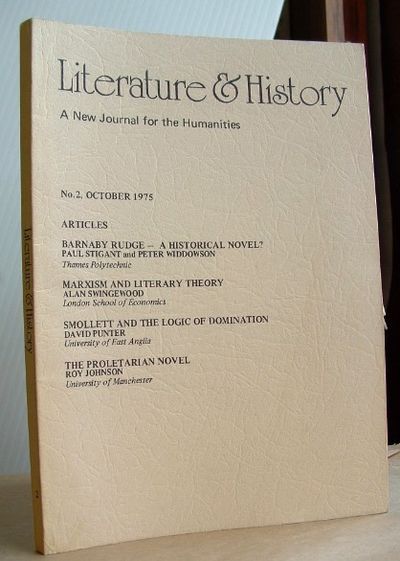 Literature & History
A New Journal for the Humanities
No.2. OCTOBER 1975
ARTICLES
BARNABY RUDGE – A HISTORICAL NOVEL?
PAUL STIGANT and PETER WIDDOWSON
Thames Polytechnic
MARXISM AND LITERARY THEORY
ALAN SWINGEWOOD
London School of Economics
SMOLLETT AND THE LOGIC OF DOMINATION
DAVID PUNTER
University of East Anglia
THE PROLETARIAN NOVEL
ROY JOHNSON
University of Manchester
Literature & History
2